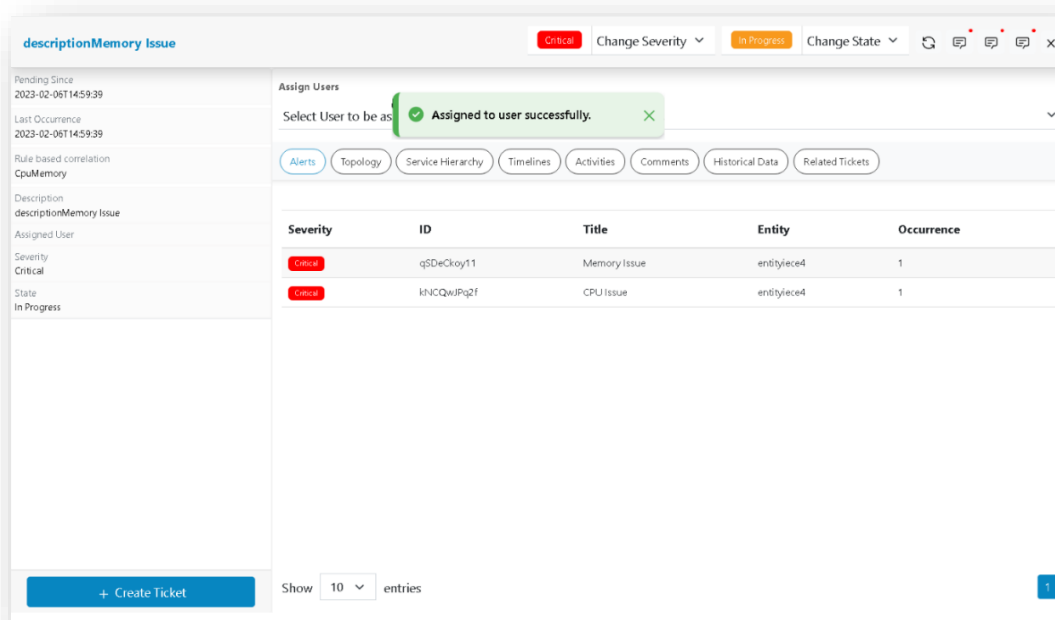 descriptionMemory Issue
Critical
Change Severity
In Progress
Change State
Pending Since
2023-02-06T14:59:39
Last Occurrence
2023-02-06T14:59:39
Rule based correlation
CpuMemory
Description
descriptionMemory Issue
Assigned User
Severity
Critical
State
In Progress
+ Create Ticket
Assign Users
Select User to be as
Assigned to user successfully.
Alerts Topology Service Hierarchy Timelines Activities Comments Historical Data Related Tickets
Severity ID Title Entity Occurrence
Critical qSDeCkoy11 Memory Issue entityiece4 1
Critical kNCQwJPq2f CPU Issue entityiece4 1
Show 10 entries
1